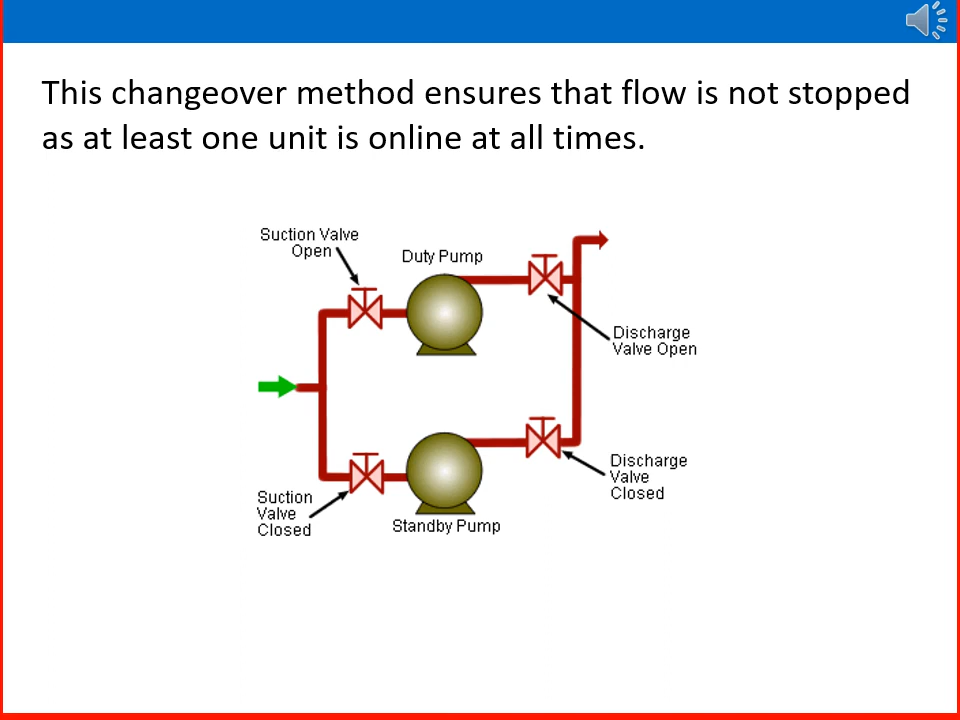 This changeover method ensures that flow is not stopped
as at least one unit is online at all times.
Suction Valve
Open
Duty Pump
Discharge
Valve Open
Discharge
Valve
Closed
Suction
Valve
Closed
Standby Pump